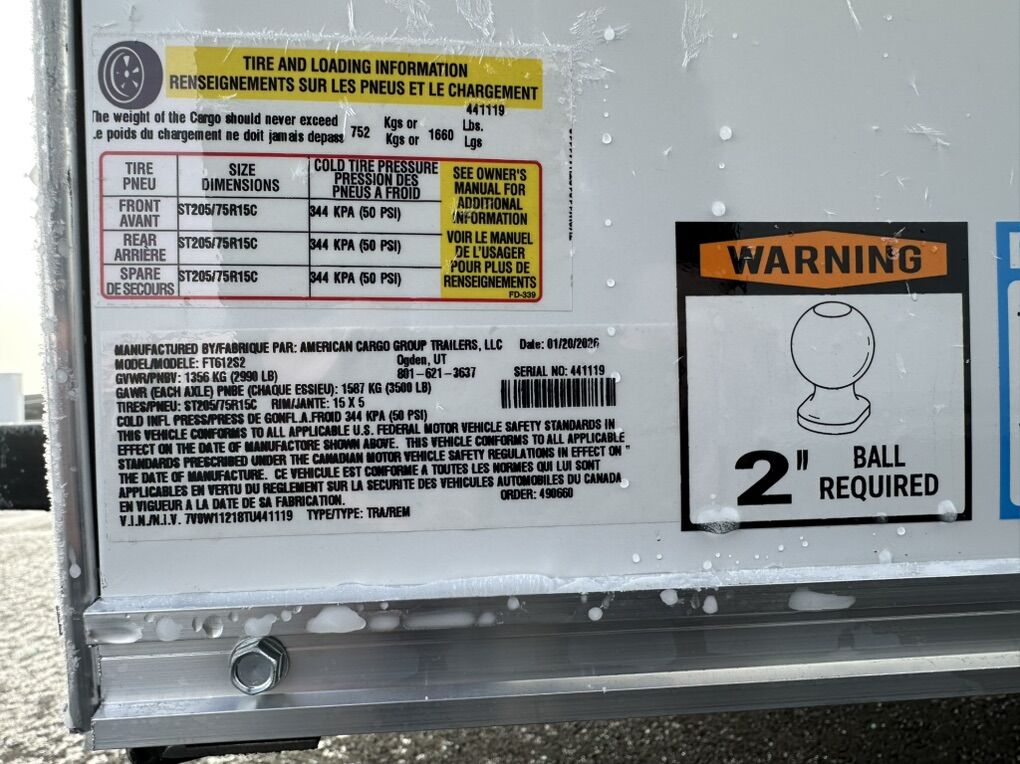 TIRE AND LOADING INFORMATION
RENSEIGNEMENTS SUR LES PNEUS ET LE CHARGEMENT
441119
The weight of the Cargo should never exceed 752 Kgs or 1660 Lbs.
Le poids du chargement ne doit jamais depass 752 Kgs or 1660 Lgs
TIRE PNEU SIZE DIMENSIONS COLD TIRE PRESSURE PRESSION DES PNEUS A FROID
FRONT AVANT ST205/75R15C 344 KPA (50 PSI)
REAR ARRIÈRE ST205/75R15C 344 KPA (50 PSI)
SPARE DE SECOURS ST205/75R15C 344 KPA (50 PSI)
SEE OWNER'S
MANUAL FOR
ADDITIONAL
INFORMATION
VOIR LE MANUEL
DE L'USAGER
POUR PLUS DE
RENSEIGNEMENTS
FD-339
MANUFACTURED BY/FABRIQUE PAR: AMERICAN CARGO GROUP TRAILERS, LLC Date: 01/20/2026
MODEL/MODELE: FT612S2 Ogden, UT
GVWR/PNBV: 1356 KG (2990 LB) 801-621-3637 SERIAL NO: 441119
GAWR (EACH AXLE) PNBE (CHAQUE ESSIEU): 1587 KG (3500 LB)
TIRES/PNEU: ST205/75R15C RIM/JANTE: 15 X 5
COLD INFL PRESS/PRESS DE GONFL.A.FROID 344 KPA (50 PSI)
THIS VEHICLE CONFORMS TO ALL APPLICABLE U.S. FEDERAL MOTOR VEHICLE SAFETY STANDARDS IN
EFFECT ON THE DATE OF MANUFACTORE SHOWN ABOVE. THIS VEHICLE CONFORMS TO ALL APPLICABLE
STANDARDS PRESCRIBED UNDER THE CANADIAN MOTOR VEHICLE SAFETY REGULATIONS IN EFFECT ON "
THE DATE OF MANUFACTURE. CE VEHICULE EST CONFORME A TOUTES LES NORMES QUI LUI SONT
APPLICABLES EN VERTU DU REGLEMENT SUR LA SECURITE DES VEHICULES AUTOMOBILES DU CANADA
EN VIGUEUR A LA DATE DE SA FABRICATION. ORDER: 490660
TYPE/TYPE: TRA/REM
WARNING
2" BALL
REQUIRED